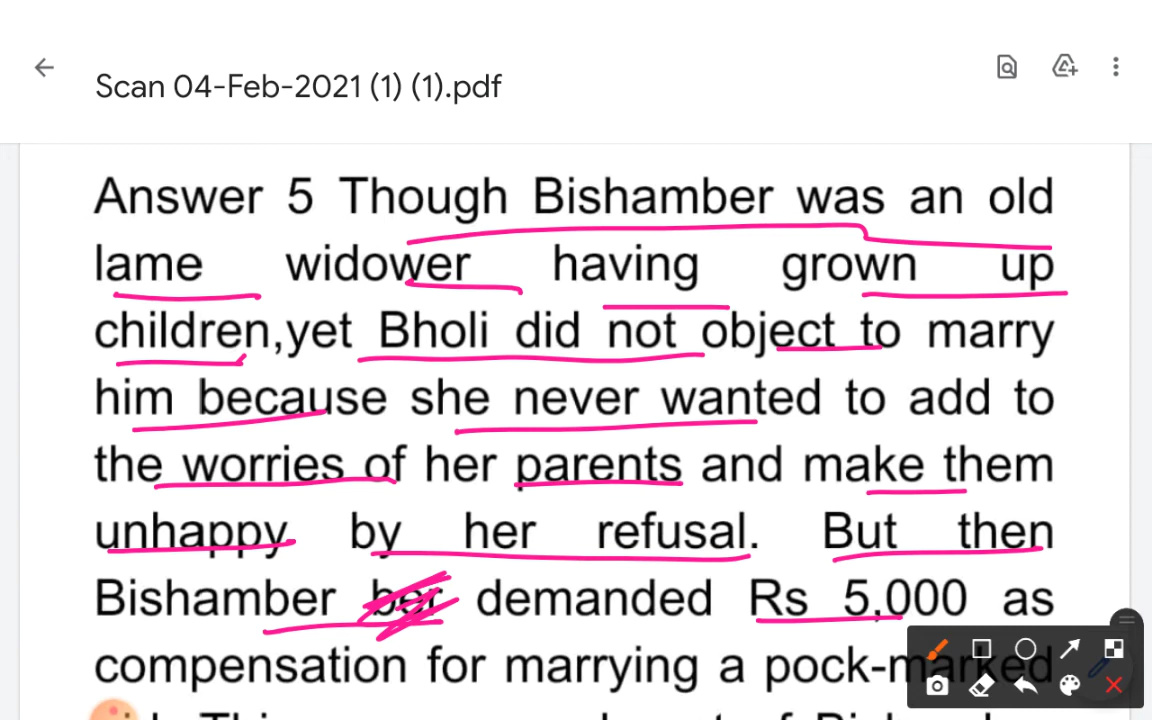 Scan 04-Feb-2021 (1) (1).pdf
Answer 5 Though Bishamber was an old
lame widower having grown up
children,yet Bholi did not object to marry
him because she never wanted to add to
the worries of her parents and make them
unhappy by her refusal. But then
Bishamber ber demanded Rs 5,000 as
compensation for marrying a pock-marked